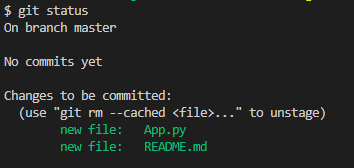 $ git status
On branch master

No commits yet

Changes to be committed:
  (use "git rm --cached <file>..." to unstage)
        new file:   App.py
        new file:   README.md